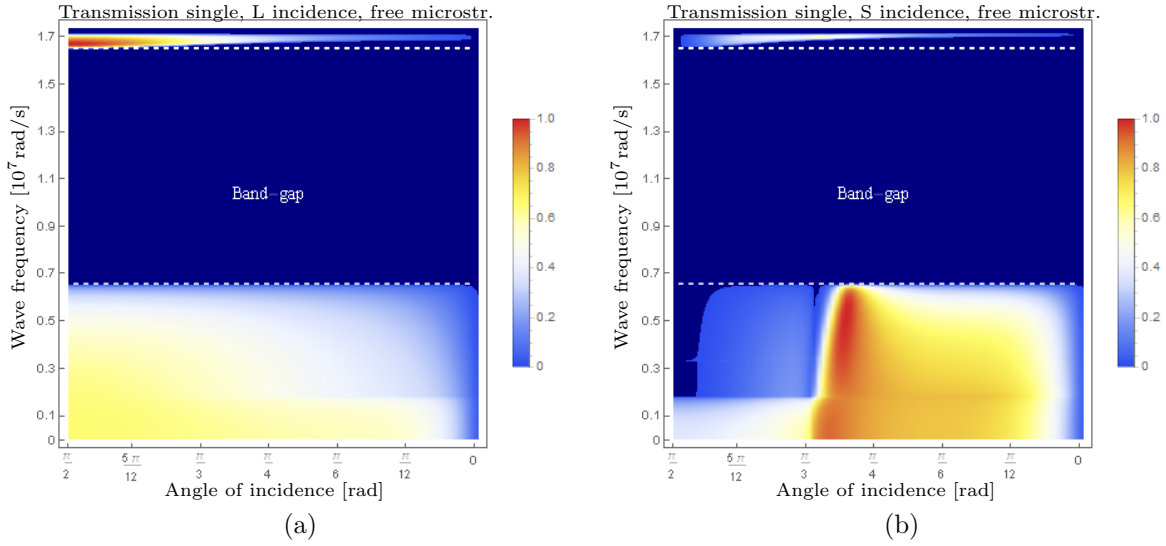 Transmission single, L incidence, free microstr.
Wave frequency [10⁷ rad/s]
1.7
1.5
1.3
1.1
0.9
0.7
0.5
0.3
0.1
0
Band-gap
π/2
5π/12
π/3
π/4
π/6
π/12
0
Angle of incidence [rad]
1.0
0.8
0.6
0.4
0.2
0
(a)
Transmission single, S incidence, free microstr.
Wave frequency [10⁷ rad/s]
1.7
1.5
1.3
1.1
0.9
0.7
0.5
0.3
0.1
0
Band-gap
π/2
5π/12
π/3
π/4
π/6
π/12
0
Angle of incidence [rad]
1.0
0.8
0.6
0.4
0.2
0
(b)